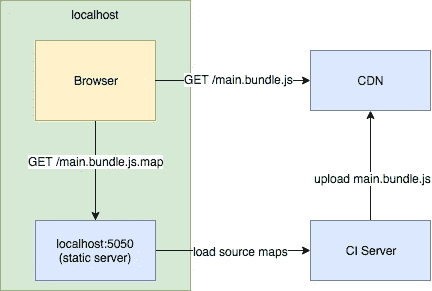 localhost
Browser
GET /main.bundle.js
CDN
GET /main.bundle.js.map
upload main.bundle.js
localhost:5050
(static server)
load source maps
CI Server